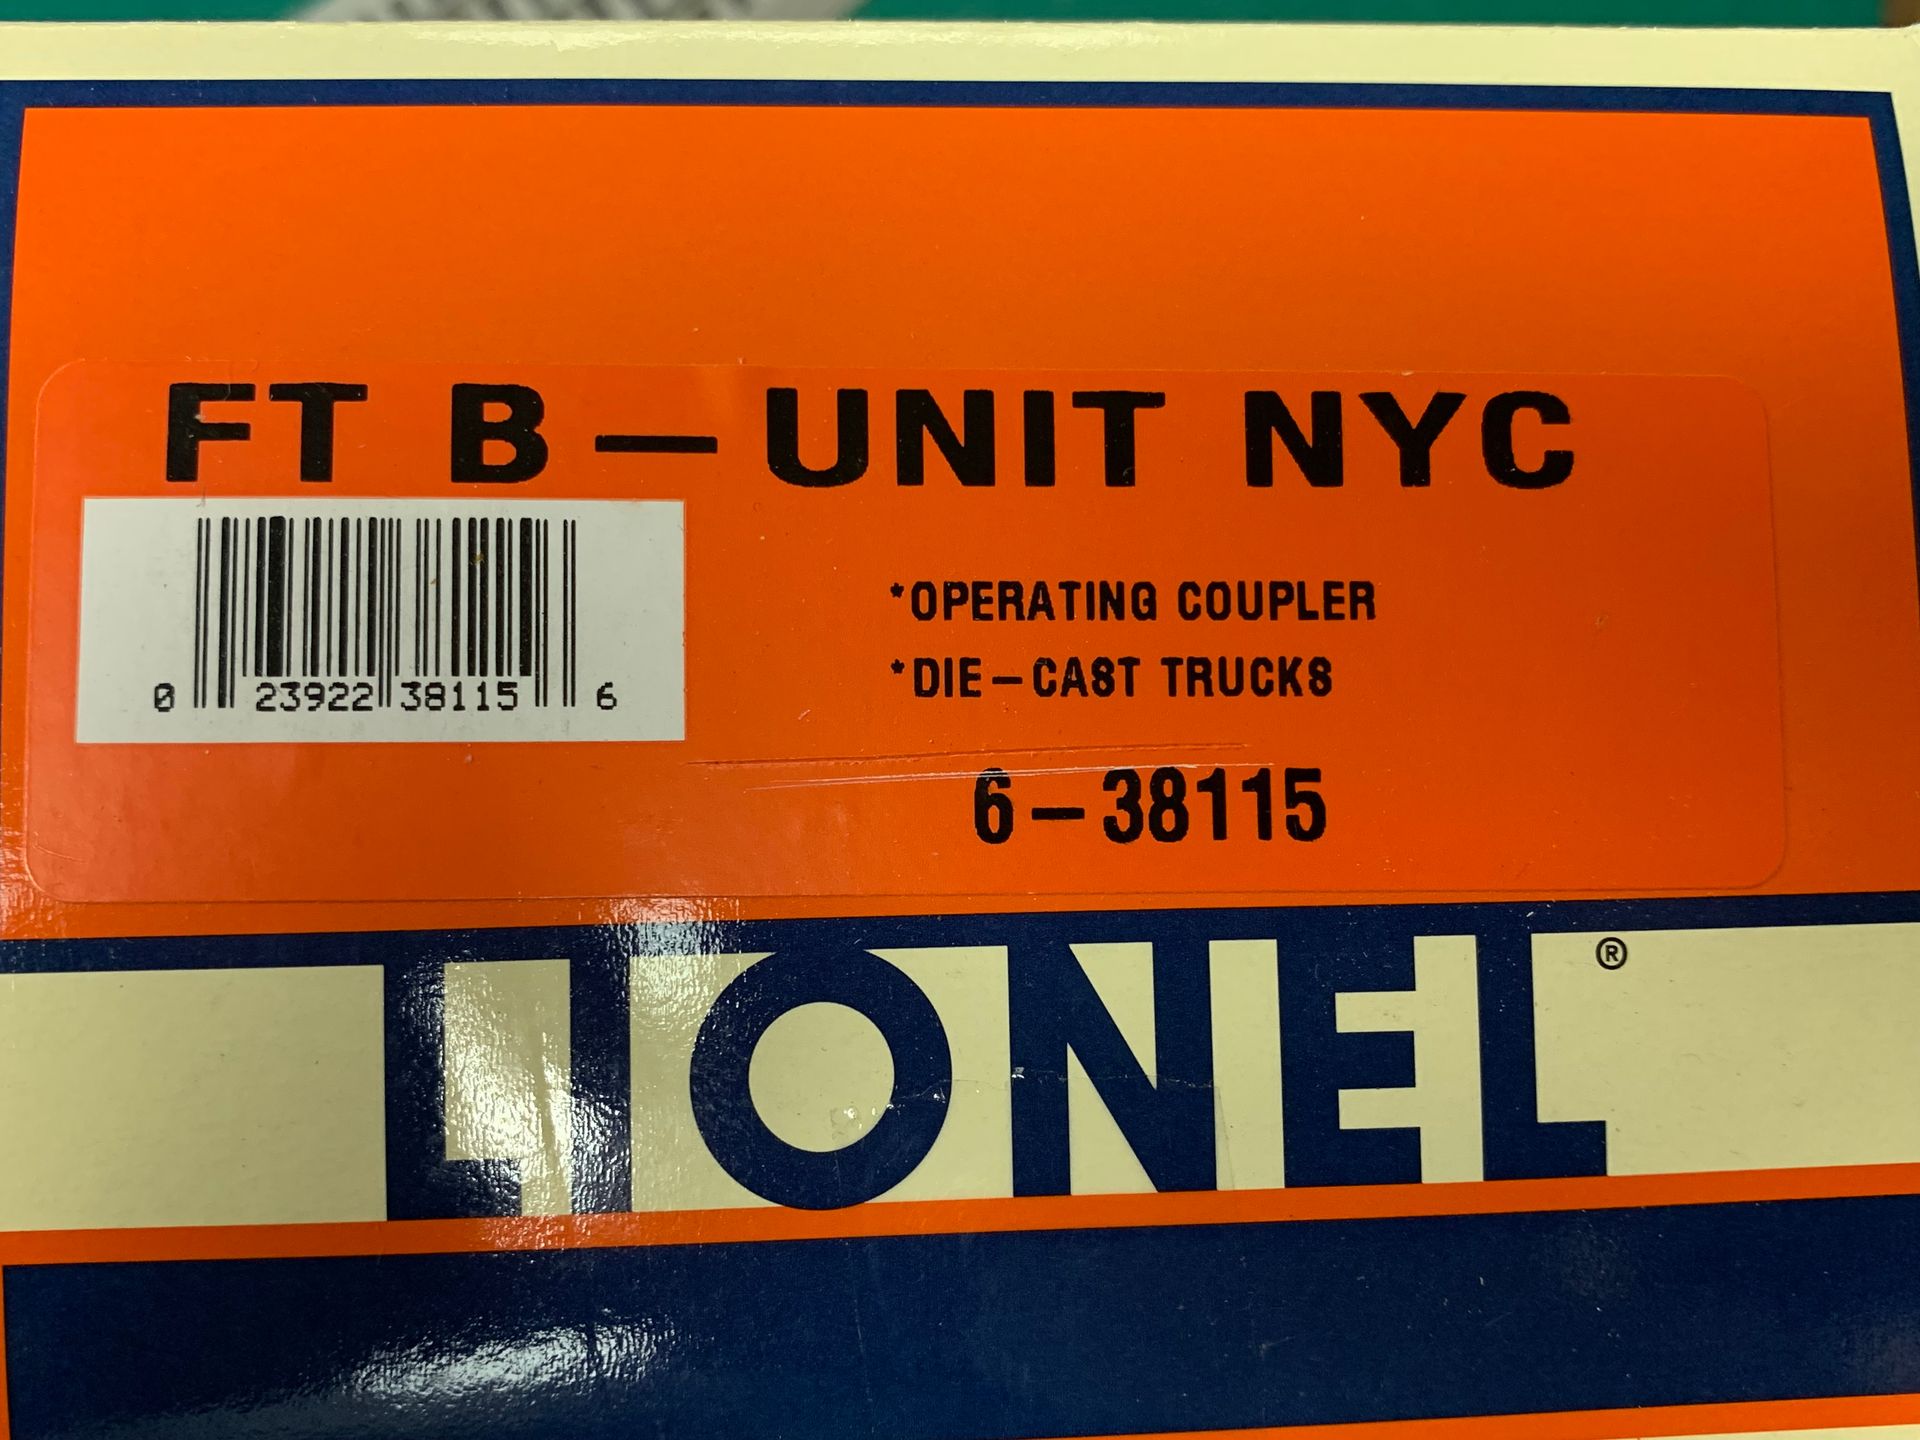 FT B-UNIT NYC
0 23922 38115 6
*OPERATING COUPLER
*DIE-CAST TRUCKS
6-38115
LIONEL®